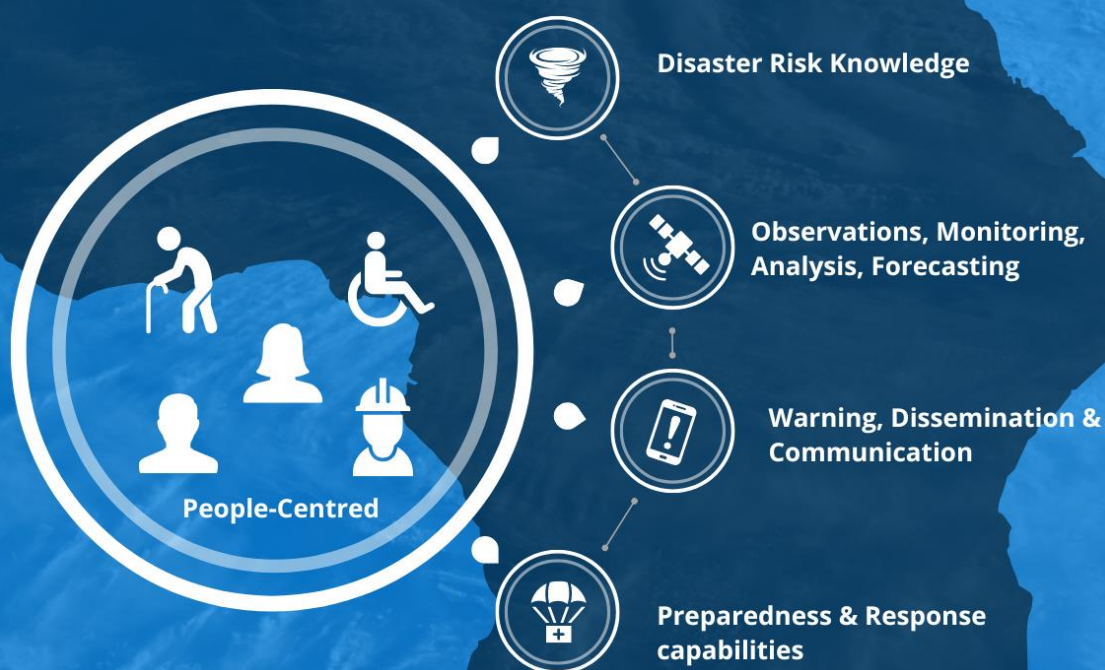 Disaster Risk Knowledge
Observations, Monitoring,
Analysis, Forecasting
Warning, Dissemination &
Communication
People-Centred
Preparedness & Response
capabilities